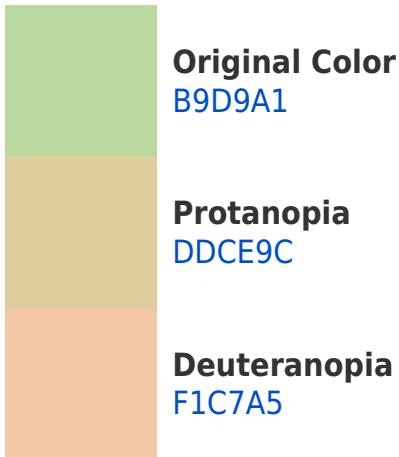 Original Color
B9D9A1
Protanopia
DDCE9C
Deuteranopia
F1C7A5